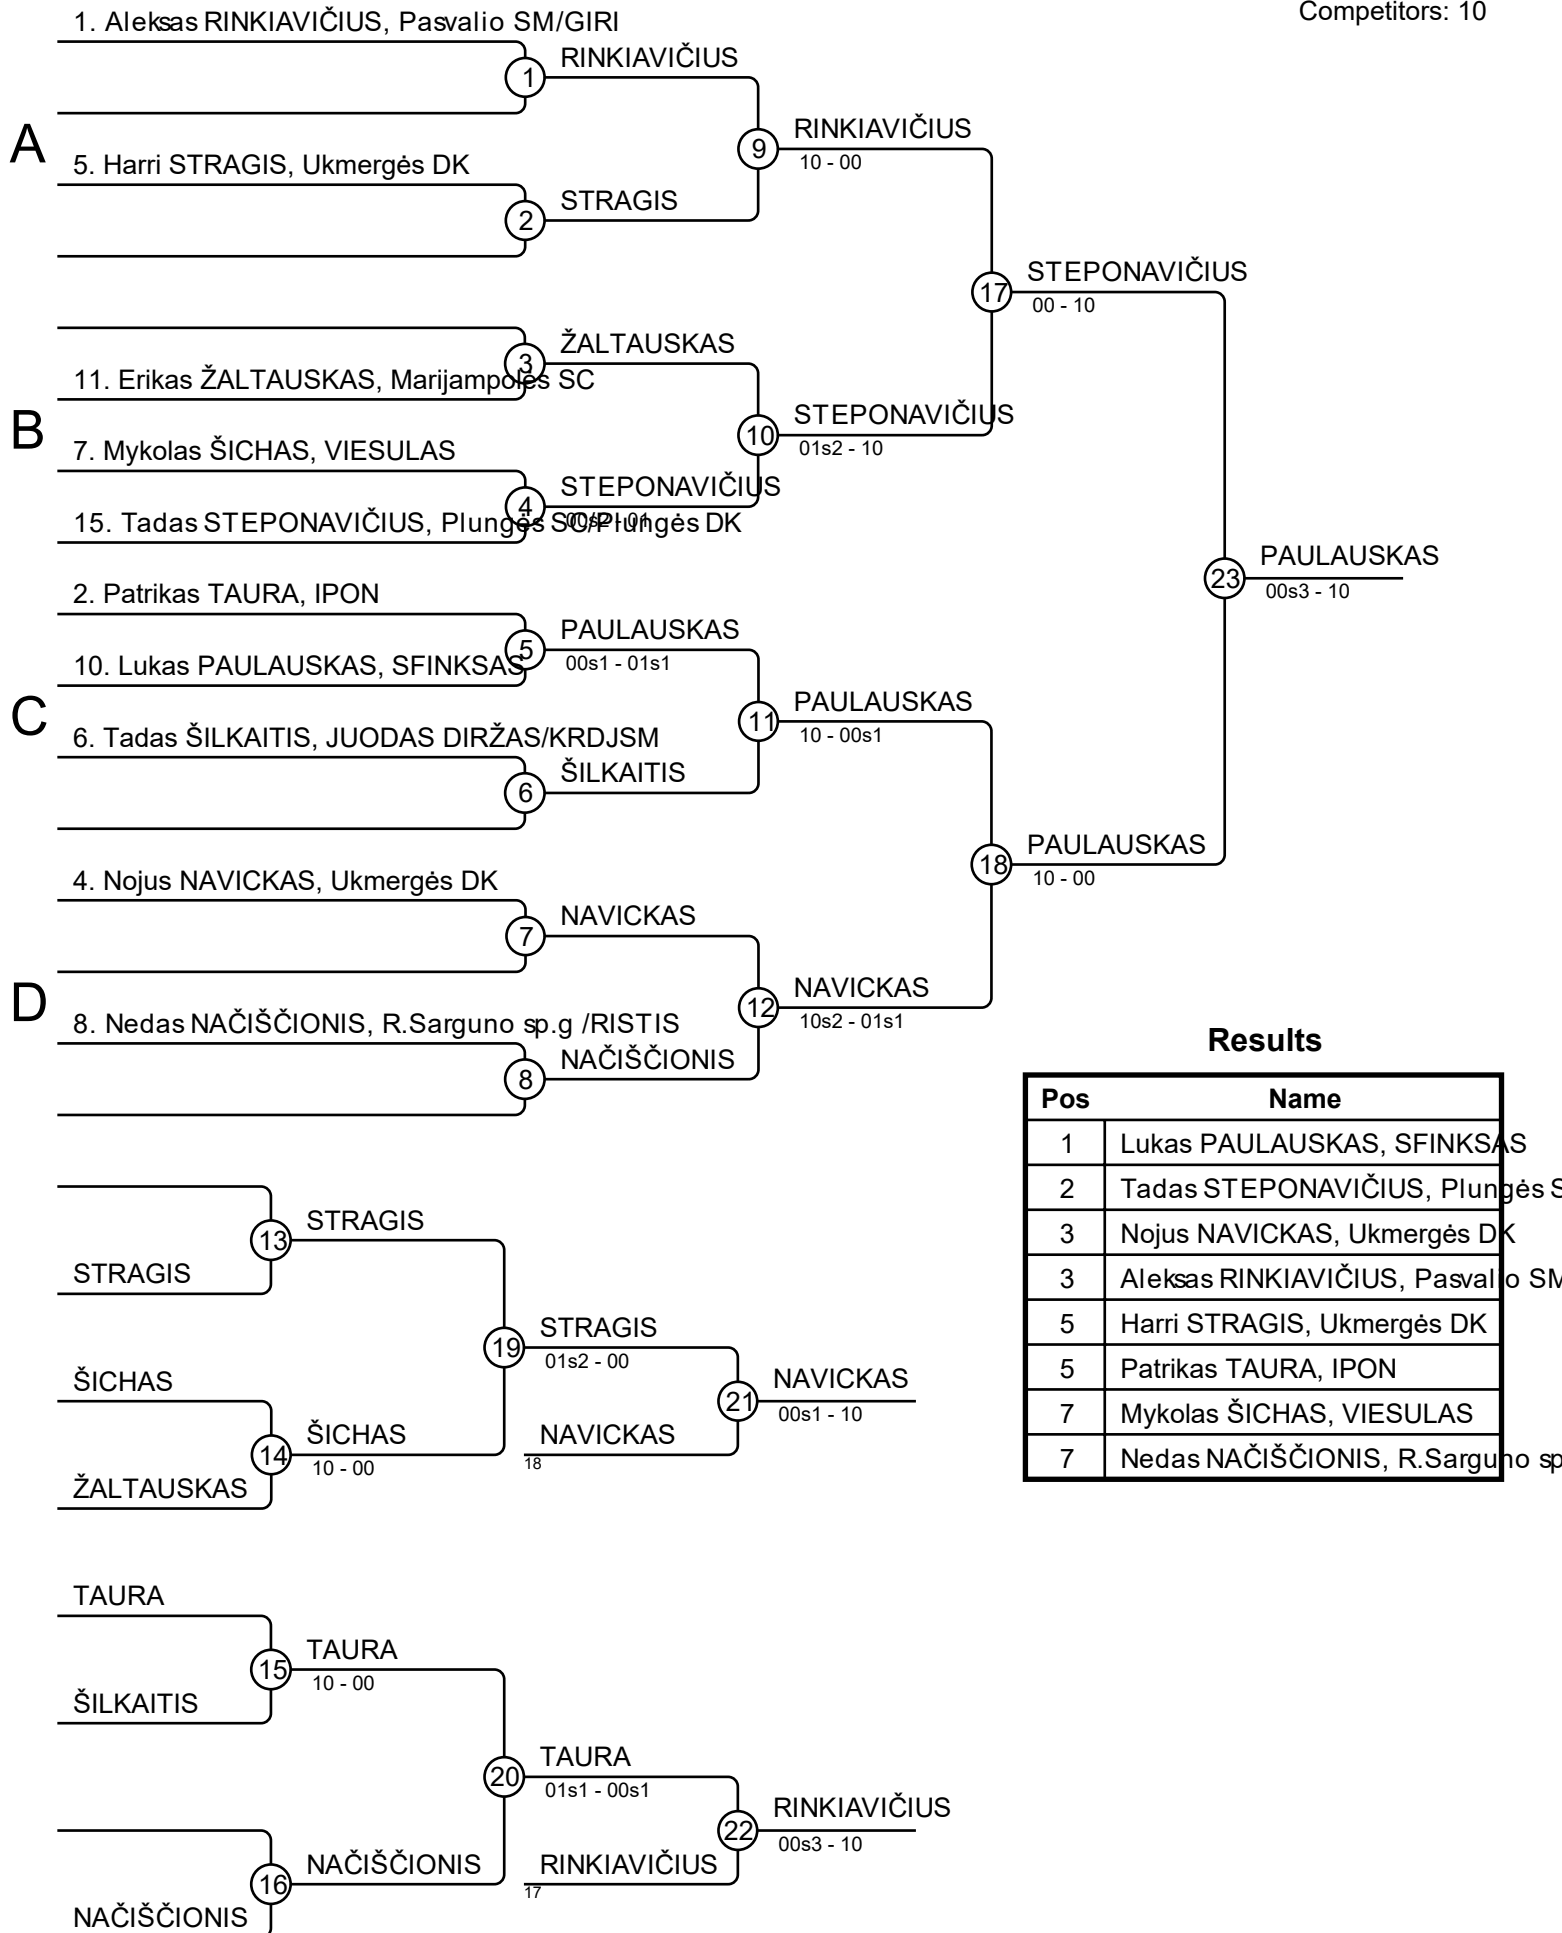 Competitors: 10
1. Aleksas RINKIAVIČIUS, Pasvalio SM/GIRI
RINKIAVIČIUS
1
A
RINKIAVIČIUS
9
10 - 00
5. Harri STRAGIS, Ukmergės DK
STRAGIS
2
STEPONAVIČIUS
17
00 - 10
ŽALTAUSKAS
3
11. Erikas ŽALTAUSKAS, Marijampolės SC
B
STEPONAVIČIUS
10
01s2 - 10
7. Mykolas ŠICHAS, VIESULAS
STEPONAVIČIUS
4
00s2 - 01
15. Tadas STEPONAVIČIUS, Plungės SC/Plungės DK
PAULAUSKAS
23
00s3 - 10
2. Patrikas TAURA, IPON
PAULAUSKAS
5
00s1 - 01s1
10. Lukas PAULAUSKAS, SFINKSAS
C
PAULAUSKAS
11
10 - 00s1
6. Tadas ŠILKAITIS, JUODAS DIRŽAS/KRDJSM
ŠILKAITIS
6
PAULAUSKAS
18
10 - 00
4. Nojus NAVICKAS, Ukmergės DK
NAVICKAS
7
D
NAVICKAS
12
10s2 - 01s1
8. Nedas NAČIŠČIONIS, R.Sarguno sp.g /RISTIS
NAČIŠČIONIS
8
Results
Pos Name
1 Lukas PAULAUSKAS, SFINKSAS
2 Tadas STEPONAVIČIUS, Plungės S
3 Nojus NAVICKAS, Ukmergės DK
3 Aleksas RINKIAVIČIUS, Pasvalio SM
5 Harri STRAGIS, Ukmergės DK
5 Patrikas TAURA, IPON
7 Mykolas ŠICHAS, VIESULAS
7 Nedas NAČIŠČIONIS, R.Sarguno sp
STRAGIS
13
STRAGIS
STRAGIS
19
01s2 - 00
ŠICHAS
ŠICHAS
14
10 - 00
ŽALTAUSKAS
NAVICKAS
21
00s1 - 10
NAVICKAS
18
TAURA
TAURA
15
10 - 00
ŠILKAITIS
TAURA
20
01s1 - 00s1
RINKIAVIČIUS
22
00s3 - 10
RINKIAVIČIUS
17
NAČIŠČIONIS
16
NAČIŠČIONIS